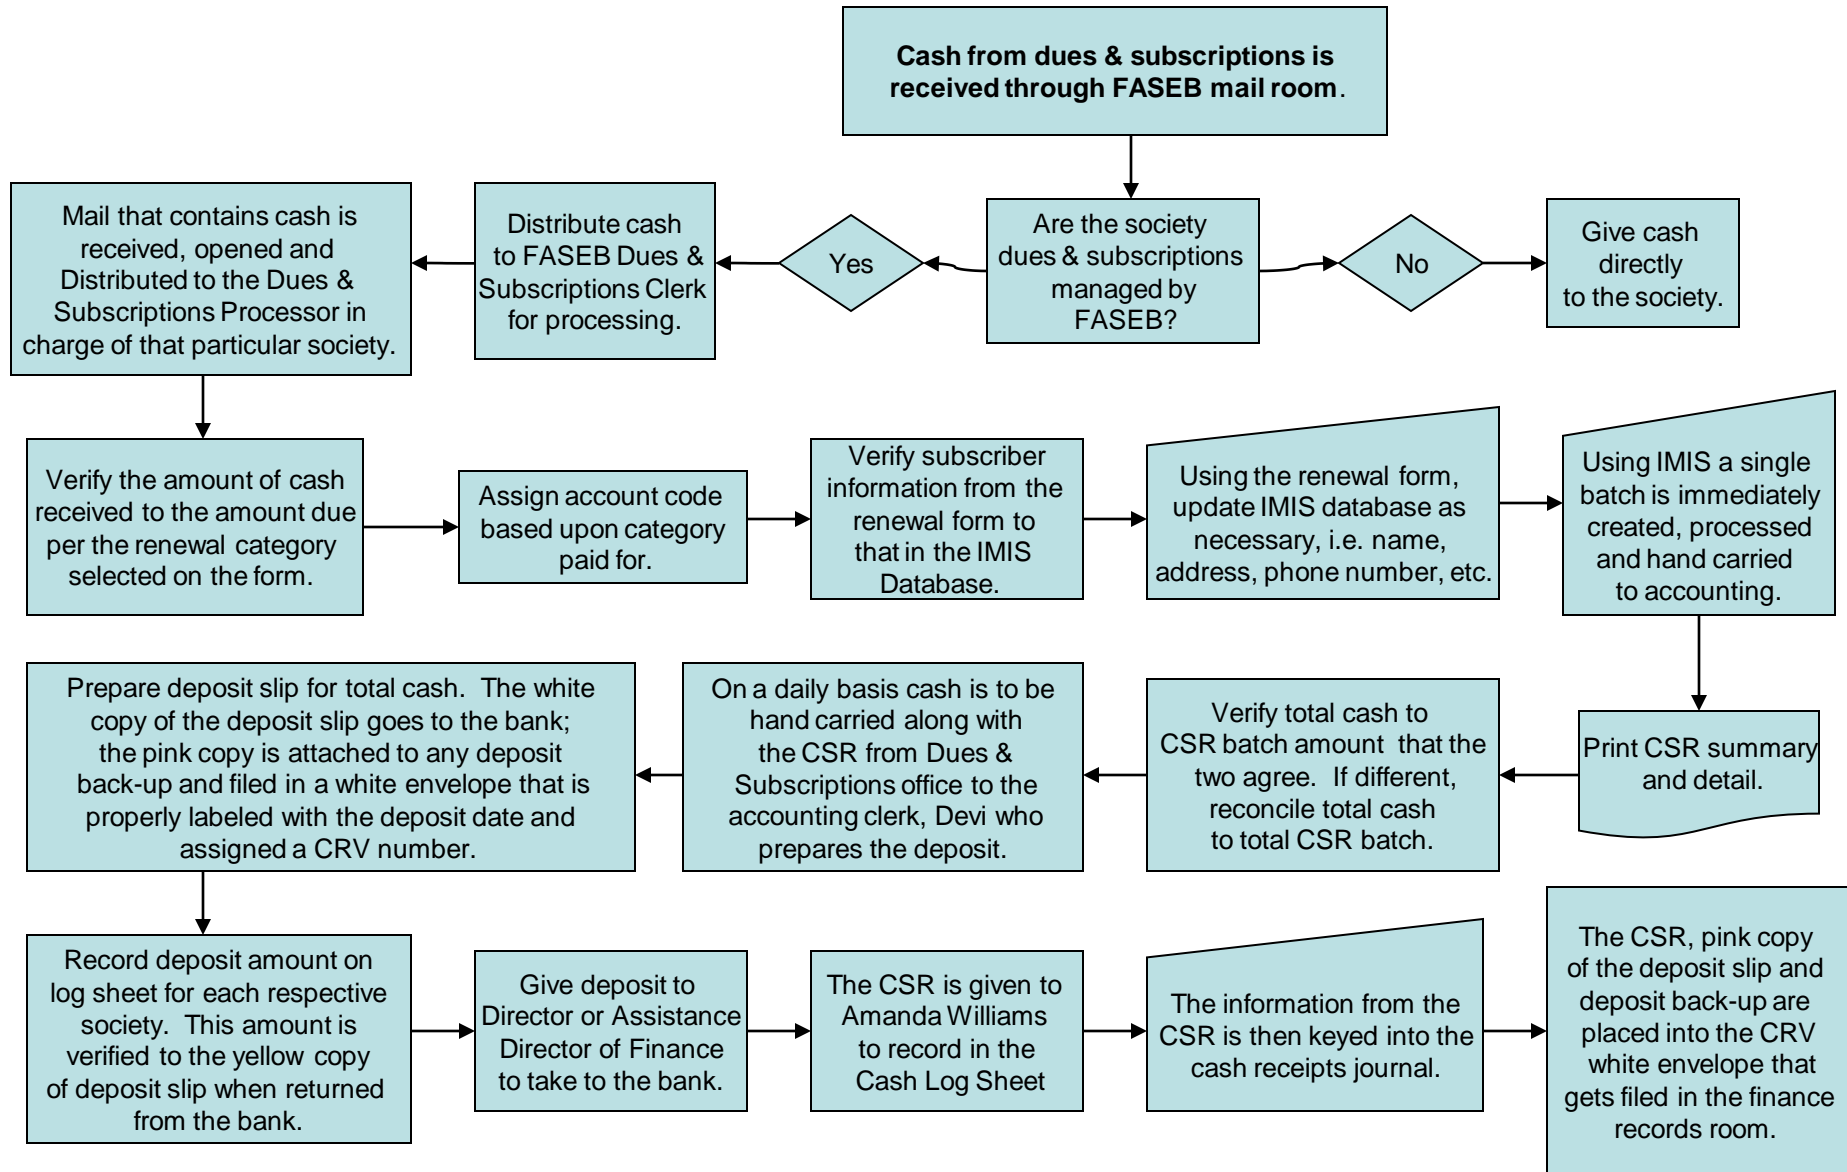 Cash from dues & subscriptions is
received through FASEB mail room.
Are the society
dues & subscriptions
managed by
FASEB?
No
Give cash
directly
to the society.
Yes
Distribute cash
to FASEB Dues &
Subscriptions Clerk
for processing.
Mail that contains cash is
received, opened and
Distributed to the Dues &
Subscriptions Processor in
charge of that particular society.
Verify the amount of cash
received to the amount due
per the renewal category
selected on the form.
Assign account code
based upon category
paid for.
Verify subscriber
information from the
renewal form to
that in the IMIS
Database.
Using the renewal form,
update IMIS database as
necessary, i.e. name,
address, phone number, etc.
Using IMIS a single
batch is immediately
created, processed
and hand carried
to accounting.
Print CSR summary
and detail.
Verify total cash to
CSR batch amount that the
two agree. If different,
reconcile total cash
to total CSR batch.
On a daily basis cash is to be
hand carried along with
the CSR from Dues &
Subscriptions office to the
accounting clerk, Devi who
prepares the deposit.
Prepare deposit slip for total cash. The white
copy of the deposit slip goes to the bank;
the pink copy is attached to any deposit
back-up and filed in a white envelope that is
properly labeled with the deposit date and
assigned a CRV number.
Record deposit amount on
log sheet for each respective
society. This amount is
verified to the yellow copy
of deposit slip when returned
from the bank.
Give deposit to
Director or Assistance
Director of Finance
to take to the bank.
The CSR is given to
Amanda Williams
to record in the
Cash Log Sheet
The information from the
CSR is then keyed into the
cash receipts journal.
The CSR, pink copy
of the deposit slip and
deposit back-up are
placed into the CRV
white envelope that
gets filed in the finance
records room.